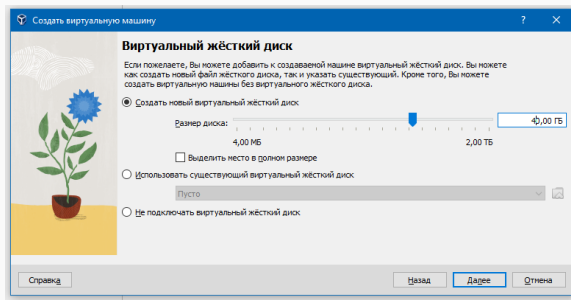 Создать виртуальную машину
Виртуальный жёсткий диск
Если пожелаете, Вы можете добавить к создаваемой машине виртуальный жёсткий диск. Вы можете
как создать новый файл жёсткого диска, так и указать существующий. Кроме того, Вы можете
создать виртуальную машины без виртуального жёсткого диска.
Создать новый виртуальный жёсткий диск
Размер диска: 40,00 ГБ
4,00 МБ 2,00 ТБ
Выделить место в полном размере
Использовать существующий виртуальный жёсткий диск
Пусто
Не подключать виртуальный жёсткий диск
Справка Назад Далее Отмена